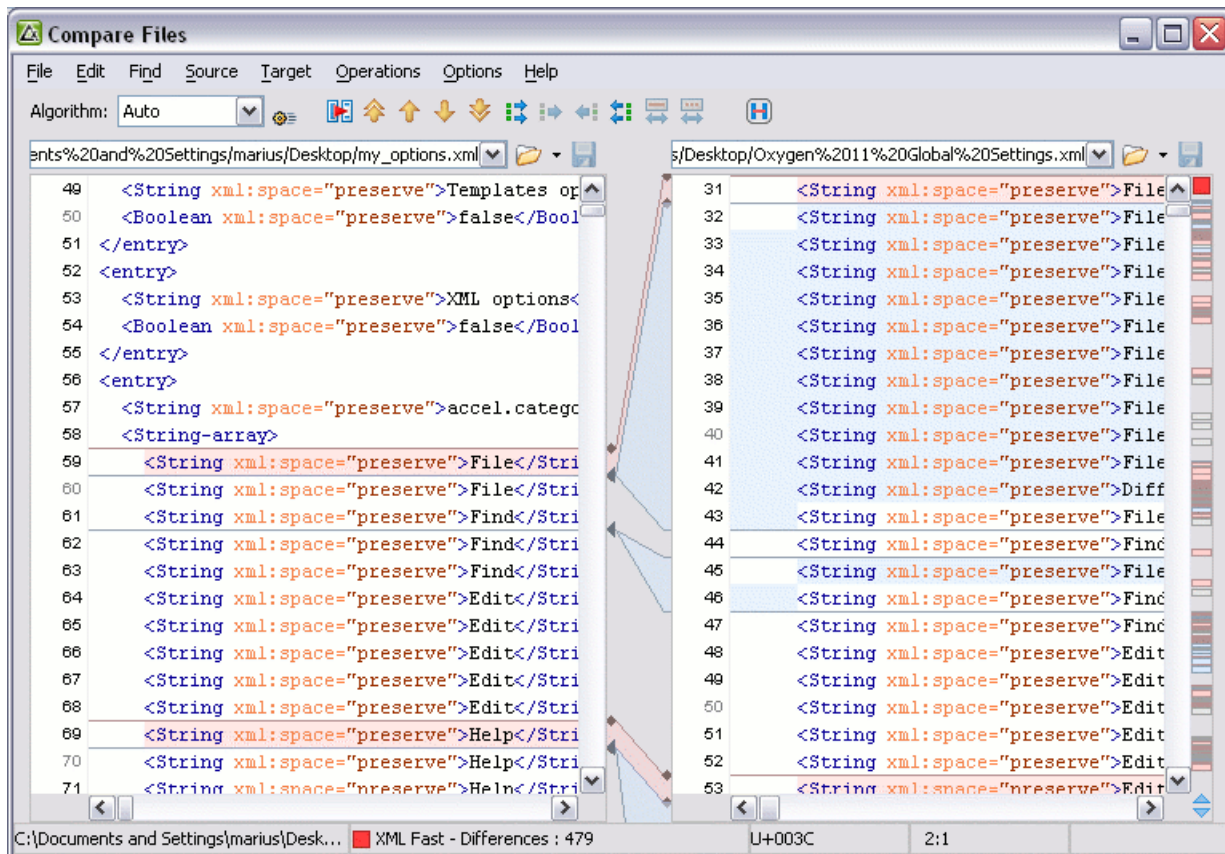 Compare Files
File Edit Find Source Target Operations Options Help
Algorithm: Auto
ents%20and%20Settings/marius/Desktop/my_options.xml
49 <String xml:space="preserve">Templates op
50 <Boolean xml:space="preserve">false</Bool
51 </entry>
52 <entry>
53 <String xml:space="preserve">XML options<
54 <Boolean xml:space="preserve">false</Bool
55 </entry>
56 <entry>
57 <String xml:space="preserve">accel.catego
58 <String-array>
59 <String xml:space="preserve">File</Stri
60 <String xml:space="preserve">File</Stri
61 <String xml:space="preserve">Find</Stri
62 <String xml:space="preserve">Find</Stri
63 <String xml:space="preserve">Find</Stri
64 <String xml:space="preserve">Edit</Stri
65 <String xml:space="preserve">Edit</Stri
66 <String xml:space="preserve">Edit</Stri
67 <String xml:space="preserve">Edit</Stri
68 <String xml:space="preserve">Edit</Stri
69 <String xml:space="preserve">Help</Stri
70 <String xml:space="preserve">Help</Stri
71 <String xml:space="preserve">Help</Stri
s/Desktop/Oxygen%2011%20Global%20Settings.xml
31 <String xml:space="preserve">File
32 <String xml:space="preserve">File
33 <String xml:space="preserve">File
34 <String xml:space="preserve">File
35 <String xml:space="preserve">File
36 <String xml:space="preserve">File
37 <String xml:space="preserve">File
38 <String xml:space="preserve">File
39 <String xml:space="preserve">File
40 <String xml:space="preserve">File
41 <String xml:space="preserve">File
42 <String xml:space="preserve">Diff
43 <String xml:space="preserve">File
44 <String xml:space="preserve">Find
45 <String xml:space="preserve">File
46 <String xml:space="preserve">Find
47 <String xml:space="preserve">Find
48 <String xml:space="preserve">Edit
49 <String xml:space="preserve">Edit
50 <String xml:space="preserve">Edit
51 <String xml:space="preserve">Edit
52 <String xml:space="preserve">Edit
53 <String xml:space="preserve">Edit
C:\Documents and Settings\marius\Desk... XML Fast - Differences : 479 U+003C 2:1